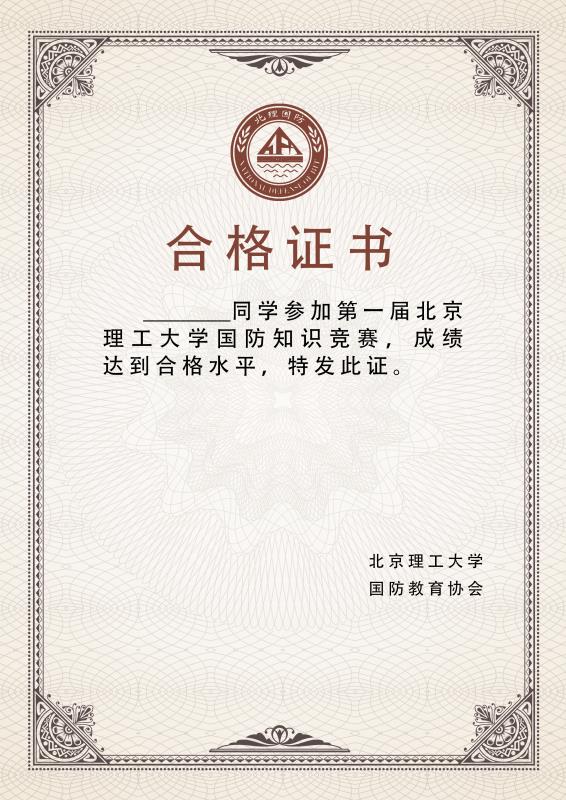 北理国防
NATIONAL DEFENSE OF BIT
合格证书
________同学参加第一届北京
理工大学国防知识竞赛，成绩
达到合格水平，特发此证。
北京理工大学
国防教育协会